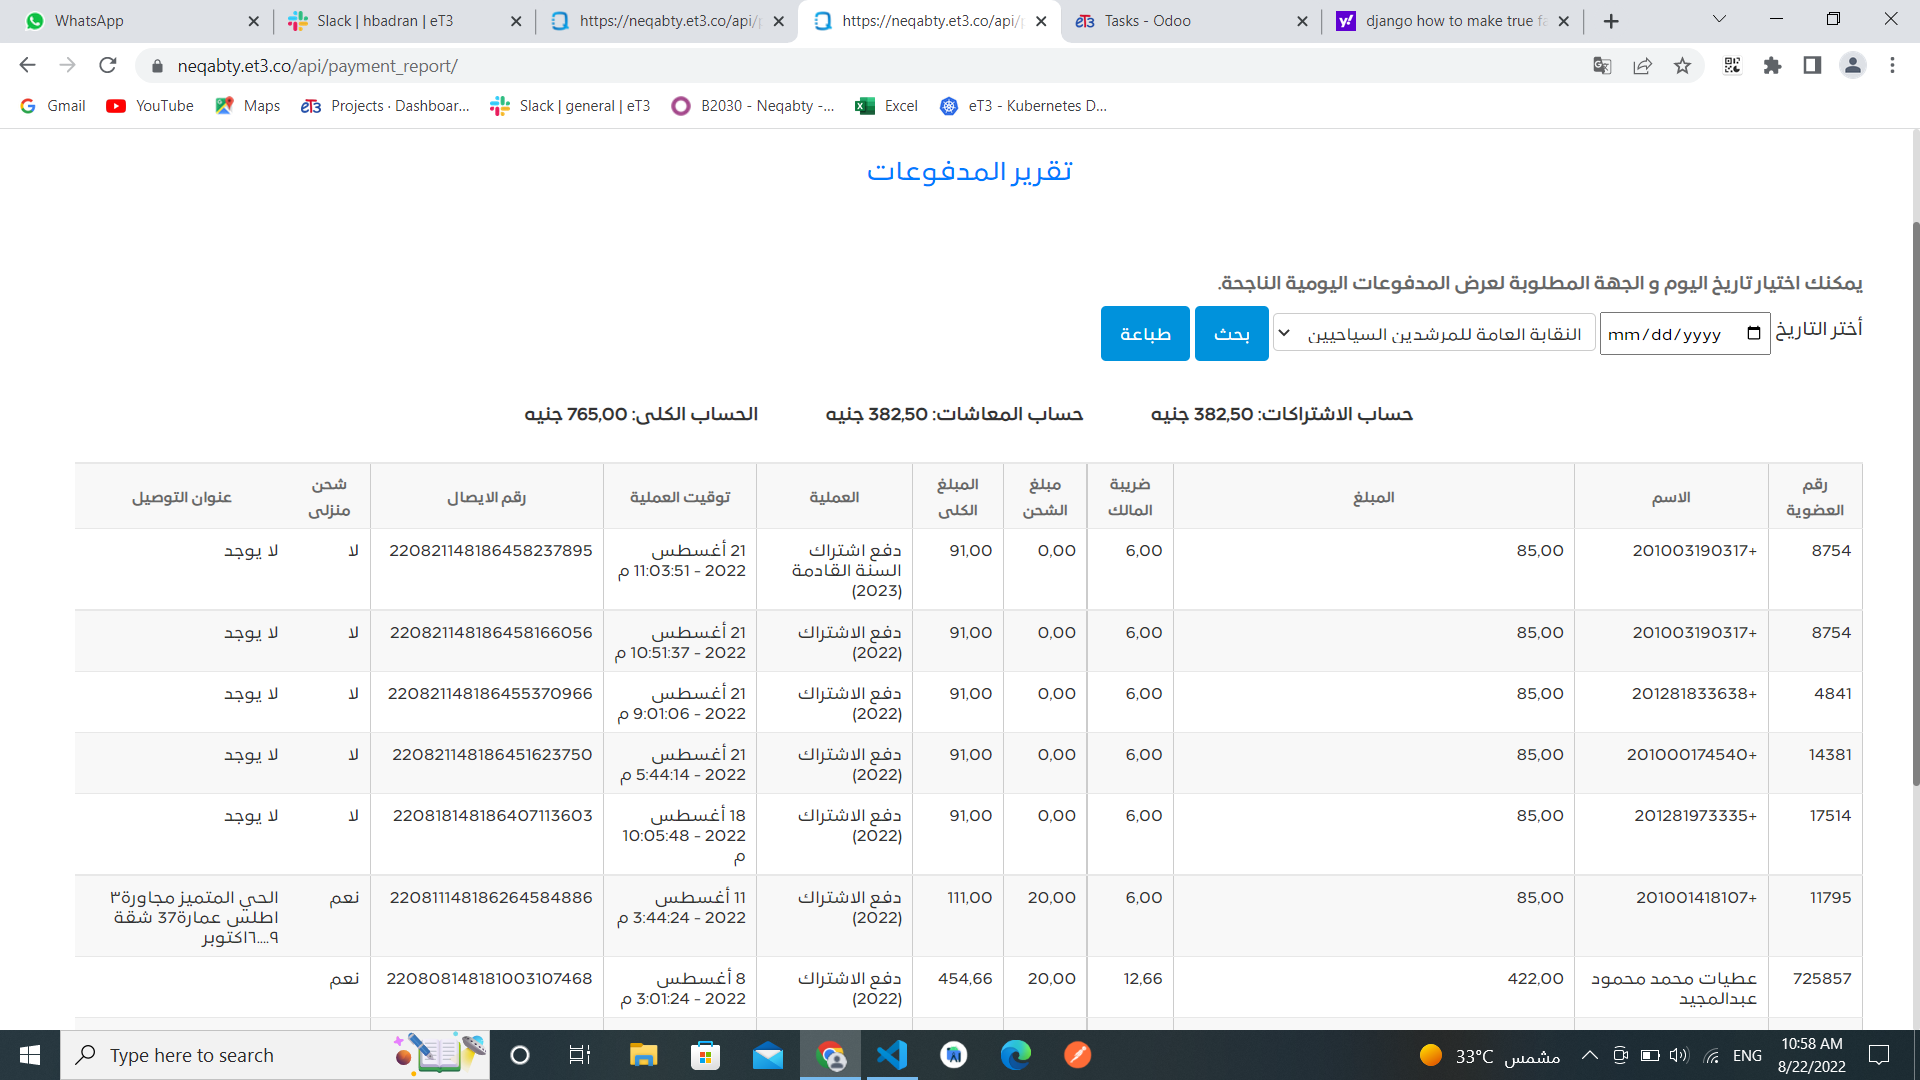 WhatsApp
Slack | hbadran | eT3
https://neqabty.et3.co/api/p
https://neqabty.et3.co/api/p
Tasks - Odoo
django how to make true fa
neqabty.et3.co/api/payment_report/
Gmail
YouTube
Maps
Projects · Dashboar...
Slack | general | eT3
B2030 - Neqabty -...
Excel
eT3 - Kubernetes D...
تقرير المدفوعات
يمكنك اختيار تاريخ اليوم و الجهة المطلوبة لعرض المدفوعات اليومية الناجحة.
أختر التاريخ mm/dd/yyyy النقابة العامة للمرشدين السياحيين بحث طباعة
حساب الاشتراكات: 382,50 جنيه حساب المعاشات: 382,50 جنيه الحساب الكلى: 765,00 جنيه
رقم العضوية الاسم المبلغ ضريبة المالك مبلغ الشحن المبلغ الكلى العملية توقيت العملية رقم الايصال شحن منزلى عنوان التوصيل
8754 +201003190317 85,00 6,00 0,00 91,00 دفع اشتراك السنة القادمة (2023) 21 أغسطس 2022 - 11:03:51 م 220821148186458237895 لا لا يوجد
8754 +201003190317 85,00 6,00 0,00 91,00 دفع الاشتراك (2022) 21 أغسطس 2022 - 10:51:37 م 220821148186458166056 لا لا يوجد
4841 +201281833638 85,00 6,00 0,00 91,00 دفع الاشتراك (2022) 21 أغسطس 2022 - 9:01:06 م 220821148186455370966 لا لا يوجد
14381 +201000174540 85,00 6,00 0,00 91,00 دفع الاشتراك (2022) 21 أغسطس 2022 - 5:44:14 م 220821148186451623750 لا لا يوجد
17514 +201281973335 85,00 6,00 0,00 91,00 دفع الاشتراك (2022) 18 أغسطس 2022 - 10:05:48 م 220818148186407113603 لا لا يوجد
11795 +201001418107 85,00 6,00 20,00 111,00 دفع الاشتراك (2022) 11 أغسطس 2022 - 3:44:24 م 220811148186264584886 نعم الحي المتميز مجاورة٣ اطلس عمارة37 شقة ٩....٦اكتوبر
725857 عطيات محمد محمود عبدالمجيد 422,00 12,66 20,00 454,66 دفع الاشتراك (2022) 8 أغسطس 2022 - 3:01:24 م 220808148181003107468 نعم
Type here to search
33°C مشمس
ENG
10:58 AM
8/22/2022